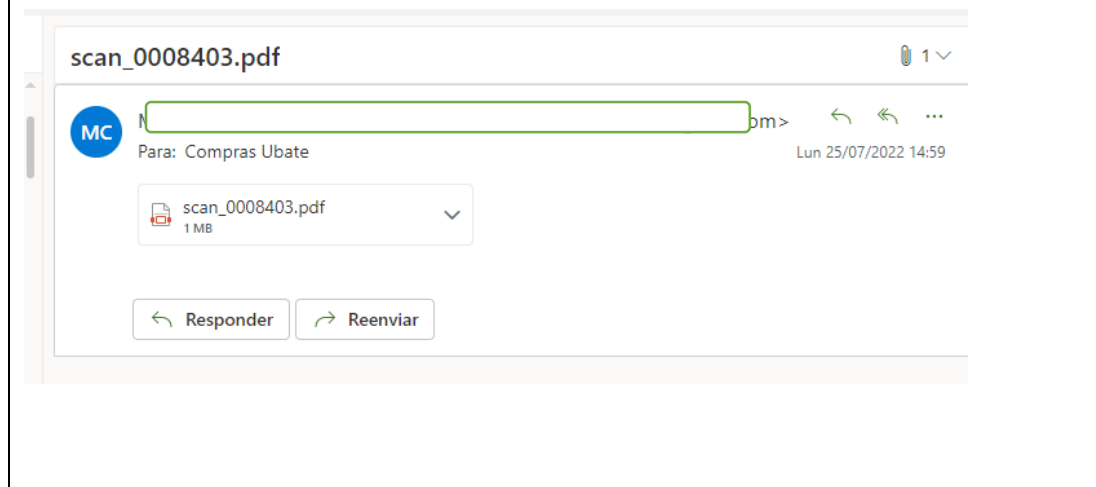 scan_0008403.pdf
1
MC
om>
Para: Compras Ubate
Lun 25/07/2022 14:59
scan_0008403.pdf
1 MB
Responder
Reenviar